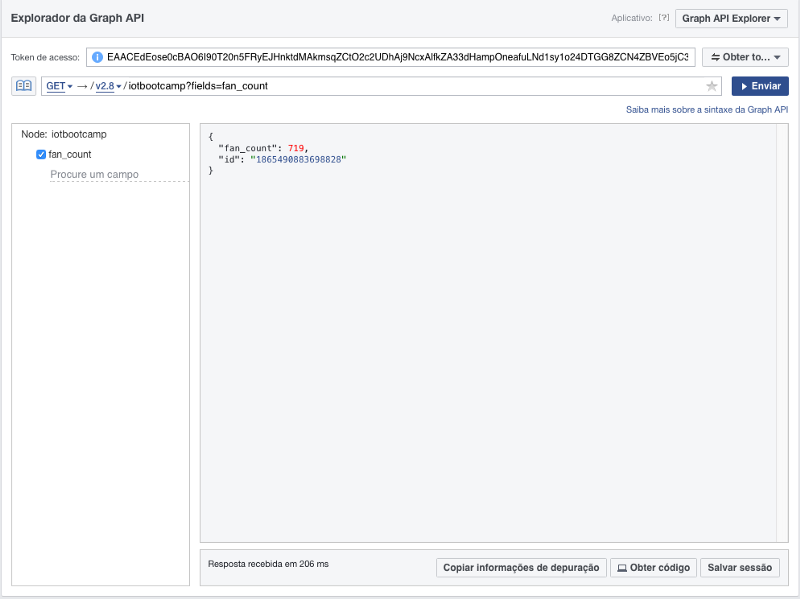 Explorador da Graph API
Aplicativo: [?] Graph API Explorer
Token de acesso: EAACEdEose0cBAO6I90T20n5FRyEJHnktdMAkmsqZCtO2c2UDhAj9NcxAlfkZA33dHampOneafuLNd1sy1o24DTGG8ZCN4ZBVEo5jC3 Obter to...
GET → / v2.8 / iotbootcamp?fields=fan_count Enviar
Saiba mais sobre a sintaxe da Graph API
Node: iotbootcamp
fan_count
Procure um campo
{
"fan_count": 719,
"id": "1865490883698828"
}
Resposta recebida em 206 ms
Copiar informações de depuração Obter código Salvar sessão